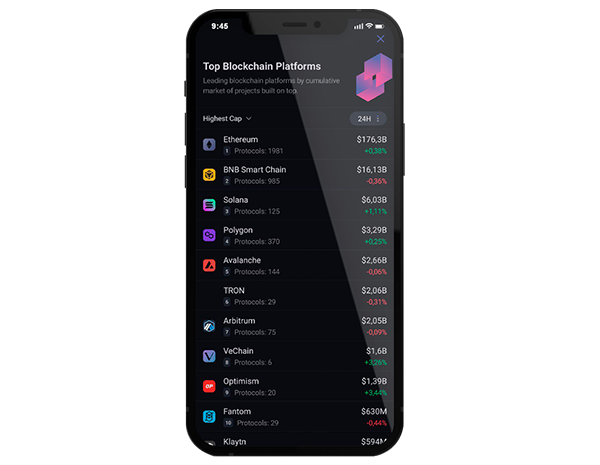 9:45
Top Blockchain Platforms
Leading blockchain platforms by cumulative
market of projects built on top.
Highest Cap 24H
Ethereum $176,3B
1 Protocols: 1981 +0,38%
BNB Smart Chain $16,13B
2 Protocols: 985 -0,36%
Solana $6,03B
3 Protocols: 125 +1,11%
Polygon $3,29B
4 Protocols: 370 +0,25%
Avalanche $2,66B
5 Protocols: 144 -0,06%
TRON $2,06B
6 Protocols: 29 -0,31%
Arbitrum $2,05B
7 Protocols: 75 -0,09%
VeChain $1,6B
8 Protocols: 6 +3,26%
Optimism $1,39B
OP 9 Protocols: 20 +3,44%
Fantom $630M
10 Protocols: 29 -0,44%
Klaytn $594M